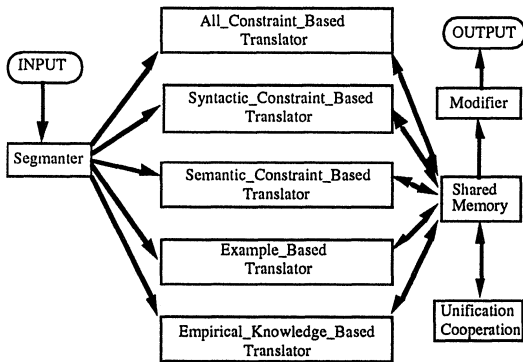 All_Constraint_Based
Translator
OUTPUT
INPUT
Syntactic_Constraint_Based
Translator
Modifier
Segmanter
Semantic_Constraint_Based
Translator
Shared
Memory
Example_Based
Translator
Unification
Cooperation
Empirical_Knowledge_Based
Translator